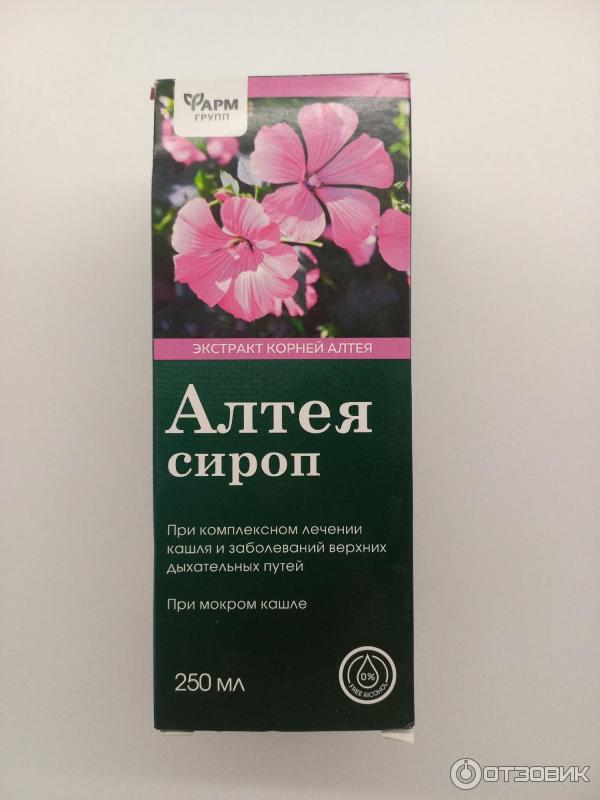 ФАРМ
ГРУПП
ЭКСТРАКТ КОРНЕЙ АЛТЕЯ
Алтея
сироп
При комплексном лечении
кашля и заболеваний верхних
дыхательных путей
При мокром кашле
250 мл
0%
FREE AlCOHOL
ОТЗОВИК